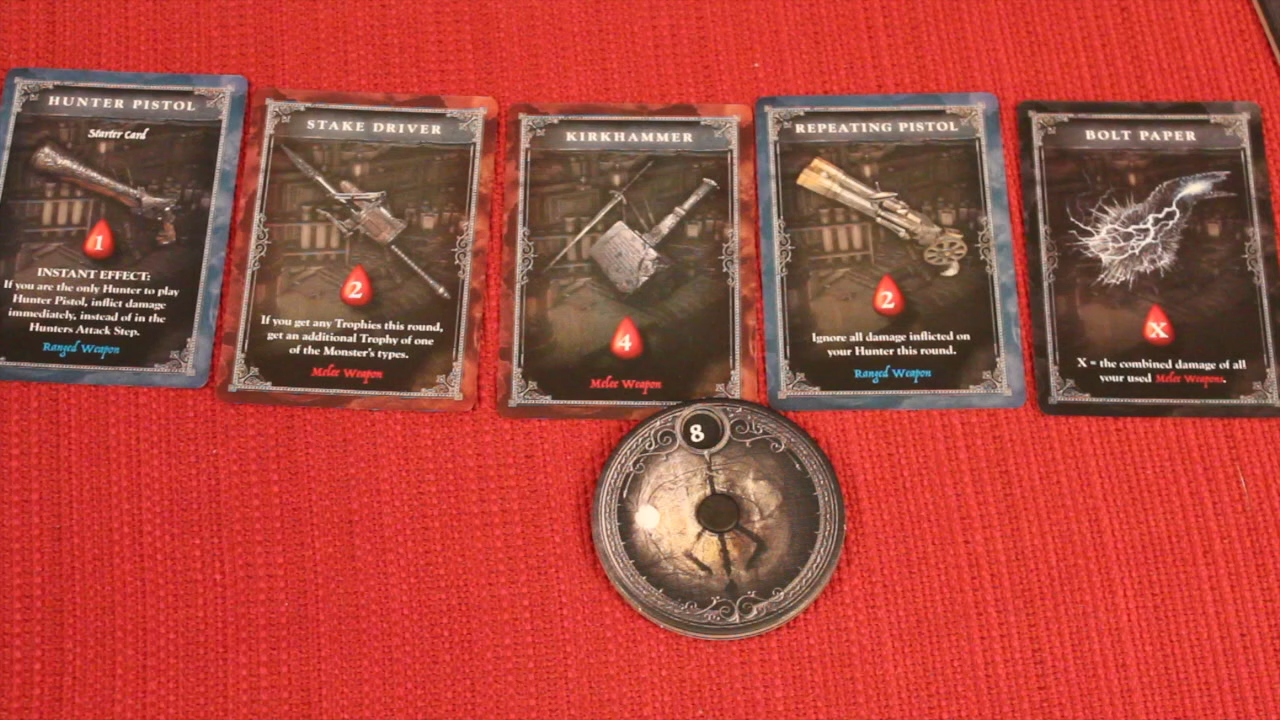 HUNTER PISTOL
Starter Card
1
INSTANT EFFECT:
If you are the only Hunter to play
Hunter Pistol, inflict damage
immediately, instead of in the
Hunters Attack Step.
Ranged Weapon
STAKE DRIVER
2
If you get any Trophies this round,
get an additional Trophy of one
of the Monster's types.
Melee Weapon
KIRKHAMMER
4
Melee Weapon
REPEATING PISTOL
2
Ignore all damage inflicted on
your Hunter this round.
Ranged Weapon
BOLT PAPER
X
X = the combined damage of all
your used Melee Weapons.
8